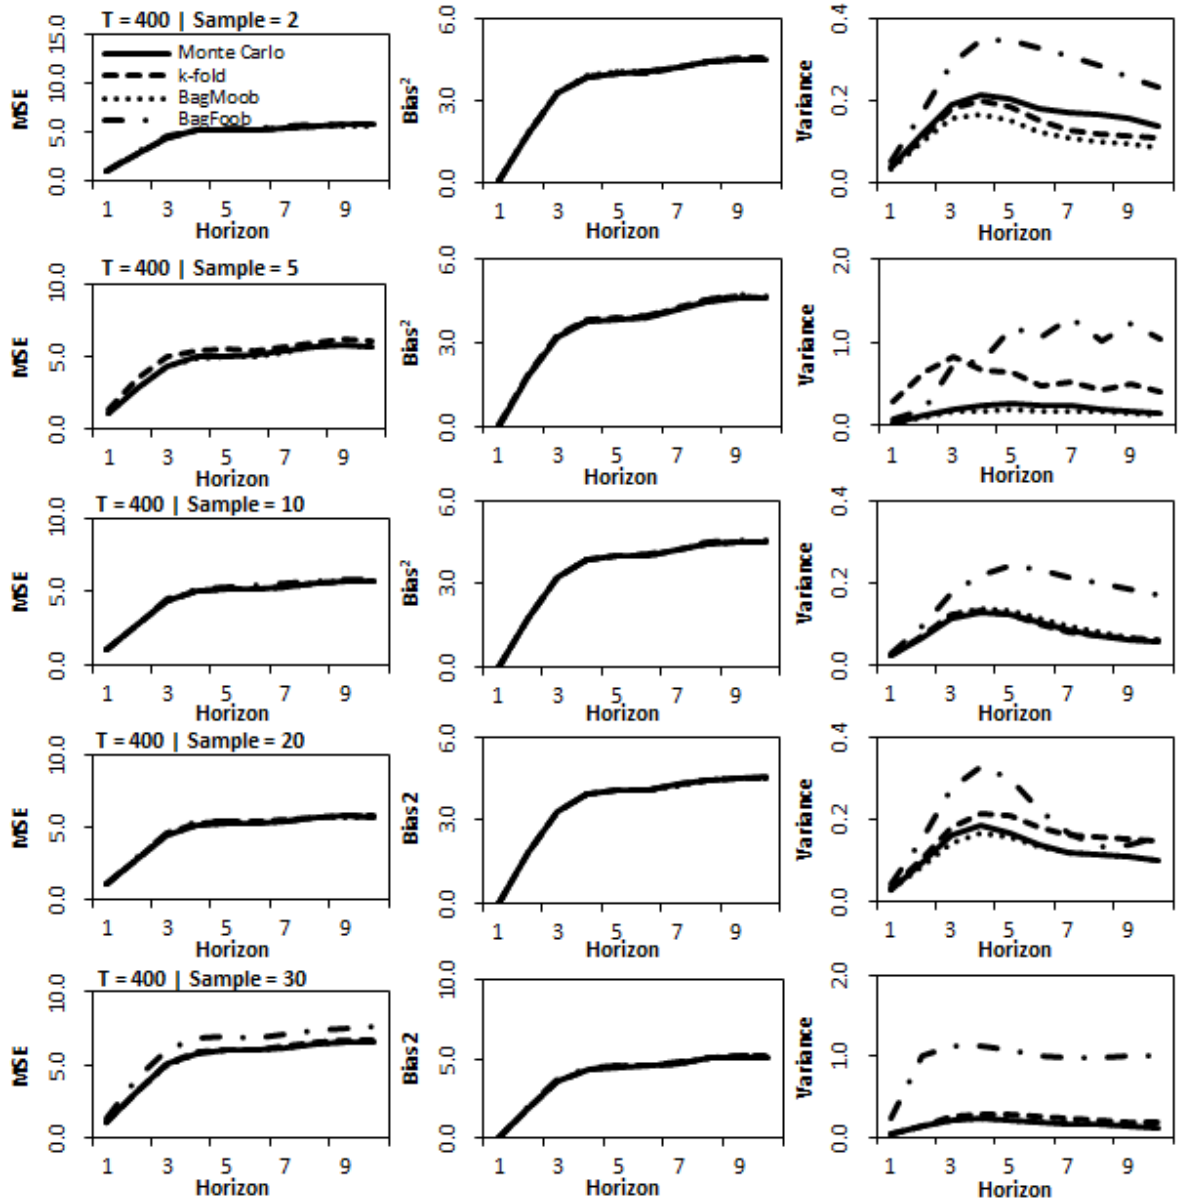 T = 400 | Sample = 2
MSE
15.0
10.0
5.0
0.0
Monte Carlo
k-fold
BagMoob
BagFoob
1 3 5 7 9
Horizon
Bias²
6.0
3.0
0.0
1 3 5 7 9
Horizon
Variance
0.4
0.2
0.0
1 3 5 7 9
Horizon
T = 400 | Sample = 5
MSE
10.0
5.0
0.0
1 3 5 7 9
Horizon
Bias²
6.0
3.0
0.0
1 3 5 7 9
Horizon
Variance
2.0
1.0
0.0
1 3 5 7 9
Horizon
T = 400 | Sample = 10
MSE
10.0
5.0
0.0
1 3 5 7 9
Horizon
Bias²
6.0
3.0
0.0
1 3 5 7 9
Horizon
Variance
0.4
0.2
0.0
1 3 5 7 9
Horizon
T = 400 | Sample = 20
MSE
10.0
5.0
0.0
1 3 5 7 9
Horizon
Bias 2
6.0
3.0
0.0
1 3 5 7 9
Horizon
Variance
0.4
0.2
0.0
1 3 5 7 9
Horizon
T = 400 | Sample = 30
MSE
10.0
5.0
0.0
1 3 5 7 9
Horizon
Bias 2
10.0
5.0
0.0
1 3 5 7 9
Horizon
Variance
2.0
1.0
0.0
1 3 5 7 9
Horizon